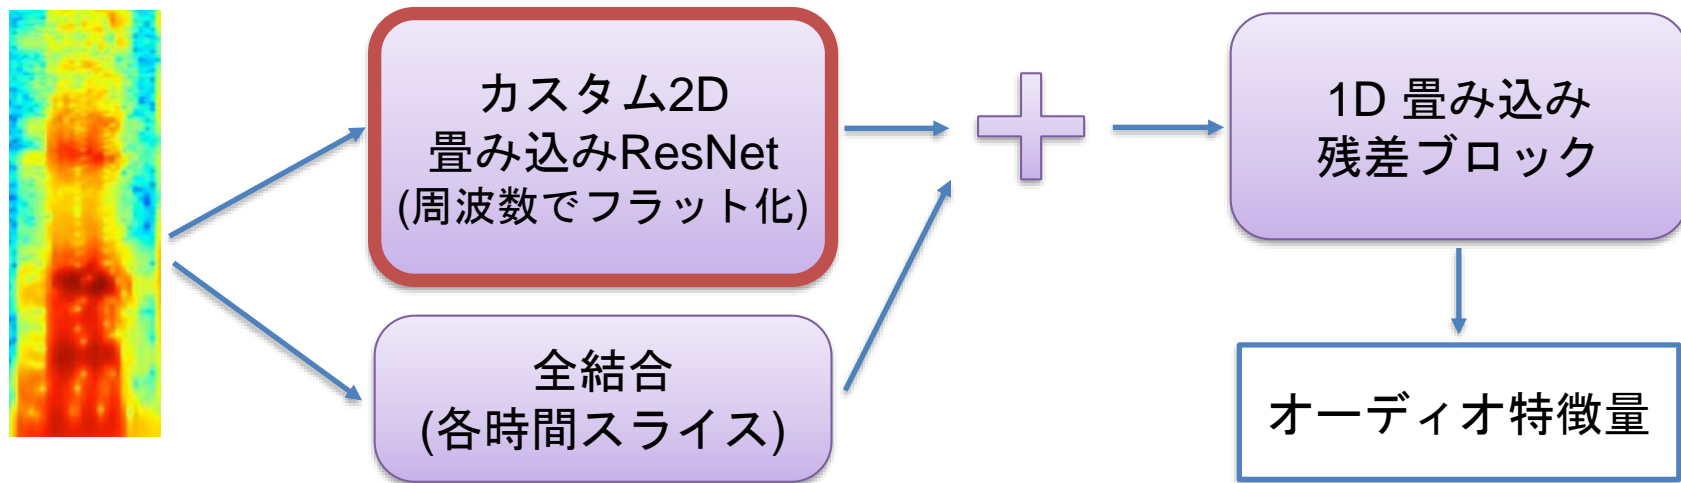 カスタム2D
畳み込みResNet
(周波数でフラット化)
全結合
(各時間スライス)
1D 畳み込み
残差ブロック
オーディオ特徴量